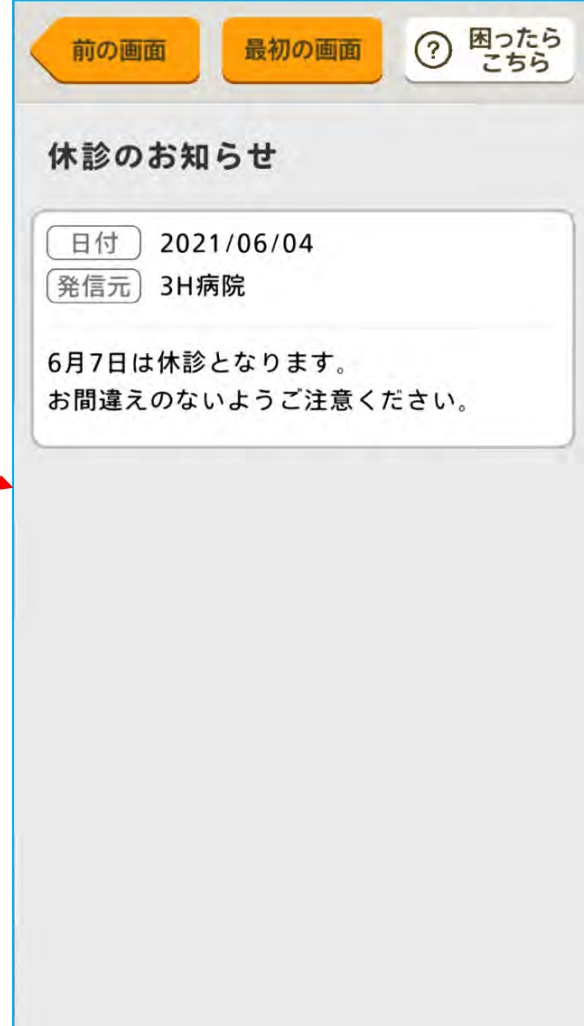 前の画面
最初の画面
? 困ったら
こちら
休診のお知らせ
日付 2021/06/04
発信元 3H病院
6月7日は休診となります。
お間違えのないようご注意ください。